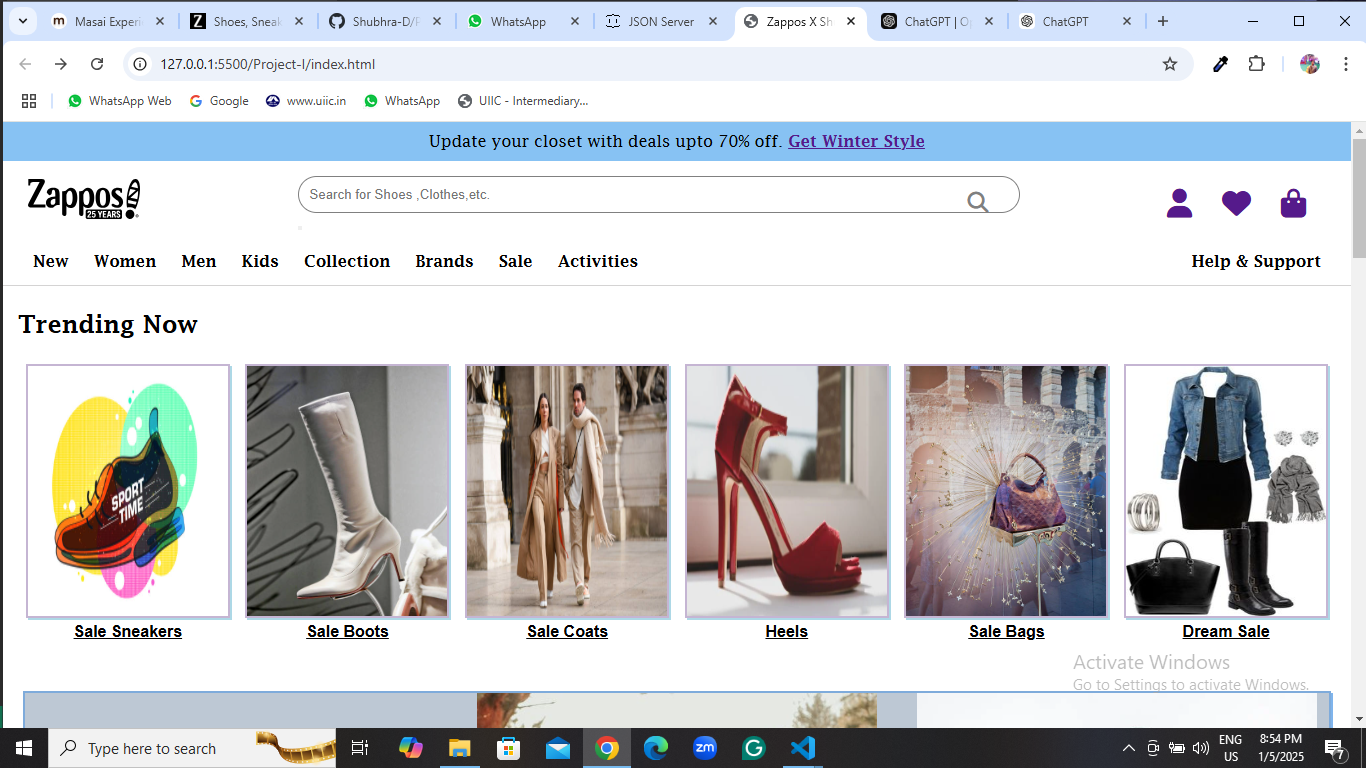 Masai Experi
Shoes, Sneak
Shubhra-D/P
WhatsApp
JSON Server
Zappos X Sh
ChatGPT | Op
ChatGPT
127.0.0.1:5500/Project-I/index.html
WhatsApp Web
Google
www.uiic.in
WhatsApp
UIIC - Intermediary...
Update your closet with deals upto 70% off. Get Winter Style
Zappos!
25 YEARS
Search for Shoes ,Clothes,etc.
New Women Men Kids Collection Brands Sale Activities Help & Support
Trending Now
SPORT
TIME
Sale Sneakers
Sale Boots
Sale Coats
Heels
Sale Bags
Dream Sale
Activate Windows
Go to Settings to activate Windows.
Type here to search
zm
ENG
US
8:54 PM
1/5/2025
7